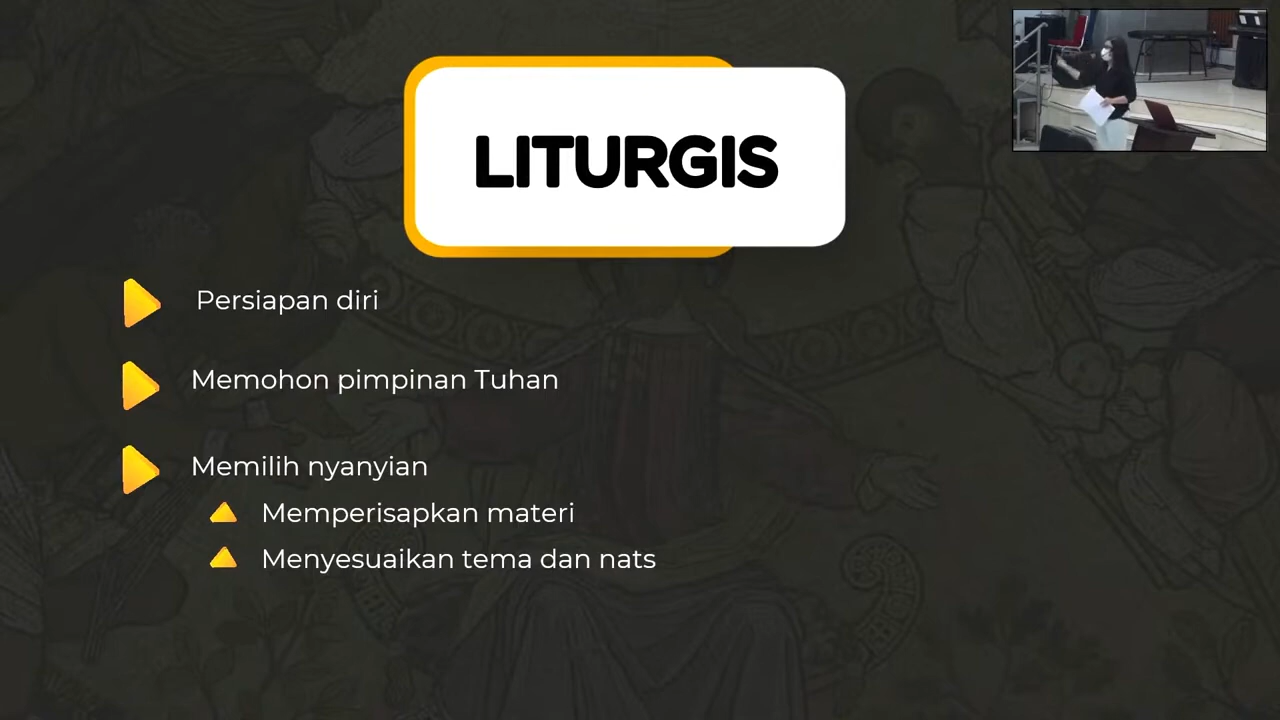 LITURGIS
Persiapan diri
Memohon pimpinan Tuhan
Memilih nyanyian
Memperisapkan materi
Menyesuaikan tema dan nats